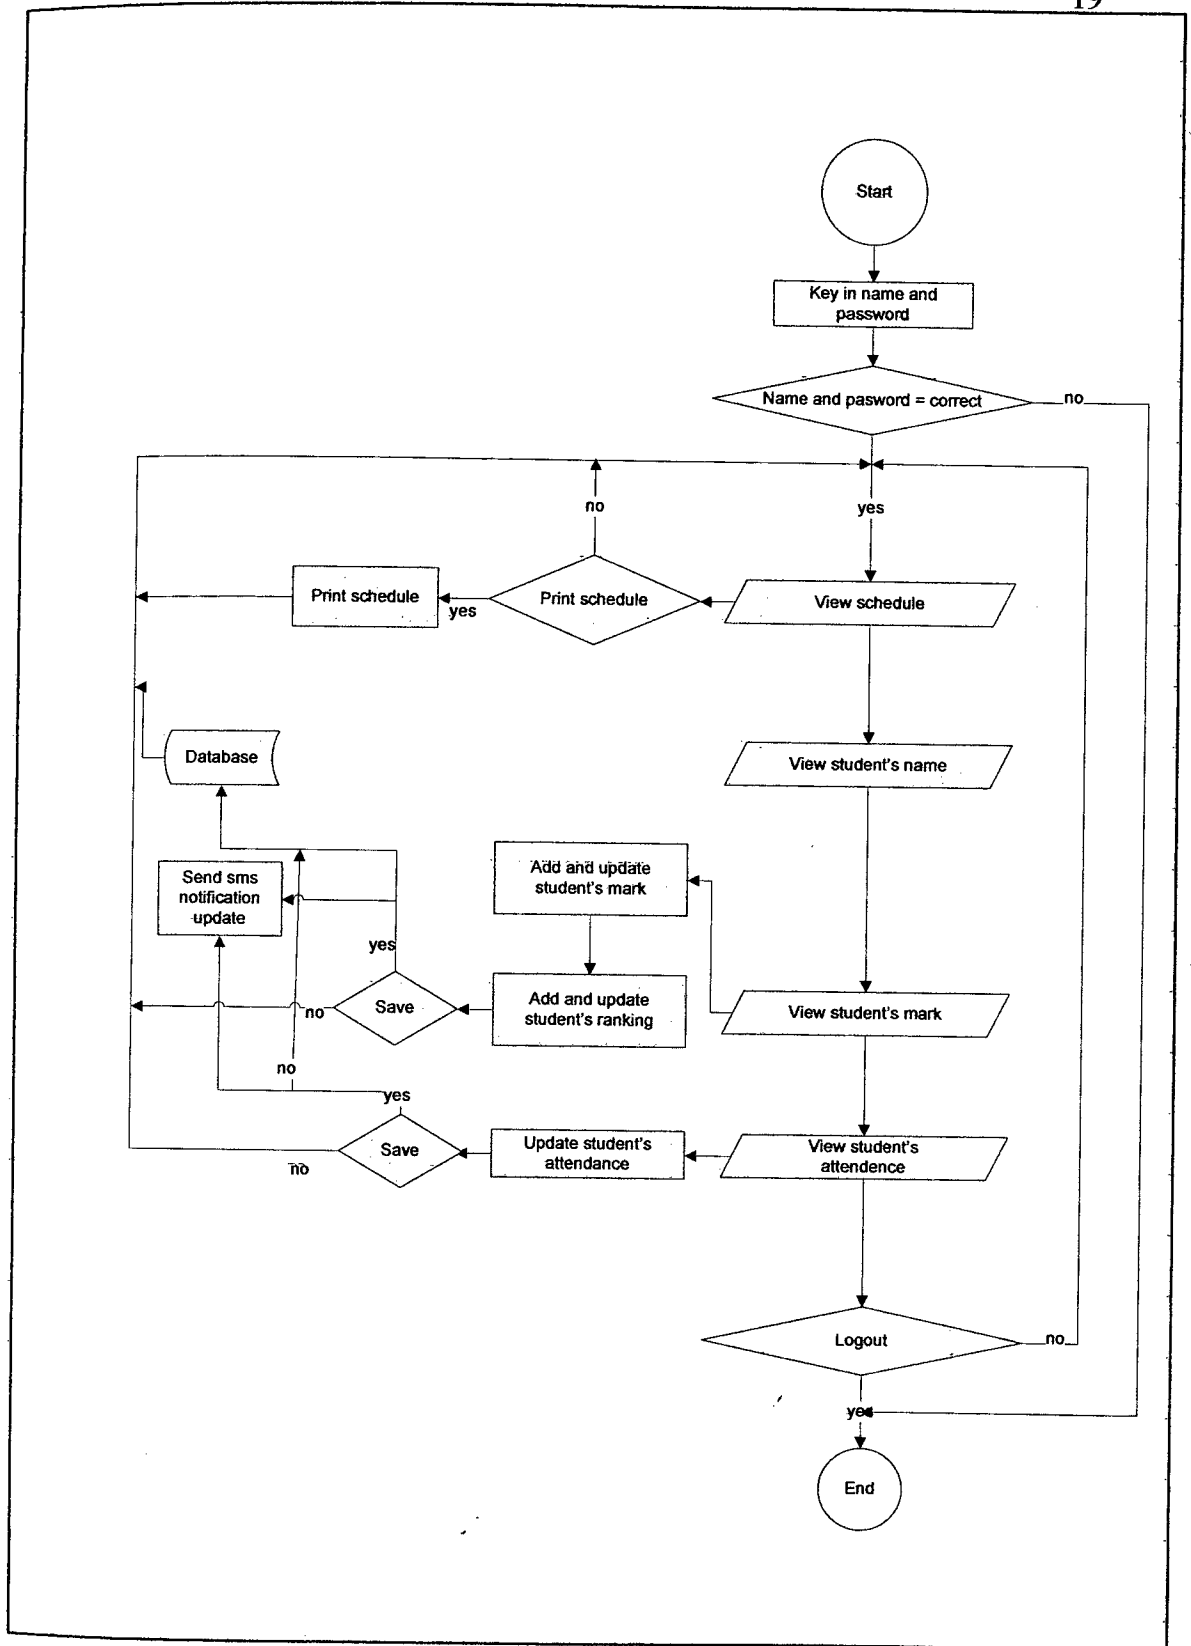 19
Start
Key in name and
password
Name and pasword = correct
no
no
yes
Print schedule
yes
Print schedule
View schedule
Database
View student's name
Add and update
student's mark
Send sms
notification
update
yes
Save
no
Add and update
student's ranking
View student's mark
no
yes
Save
no
Update student's
attendance
View student's
attendence
Logout
no
yes
End